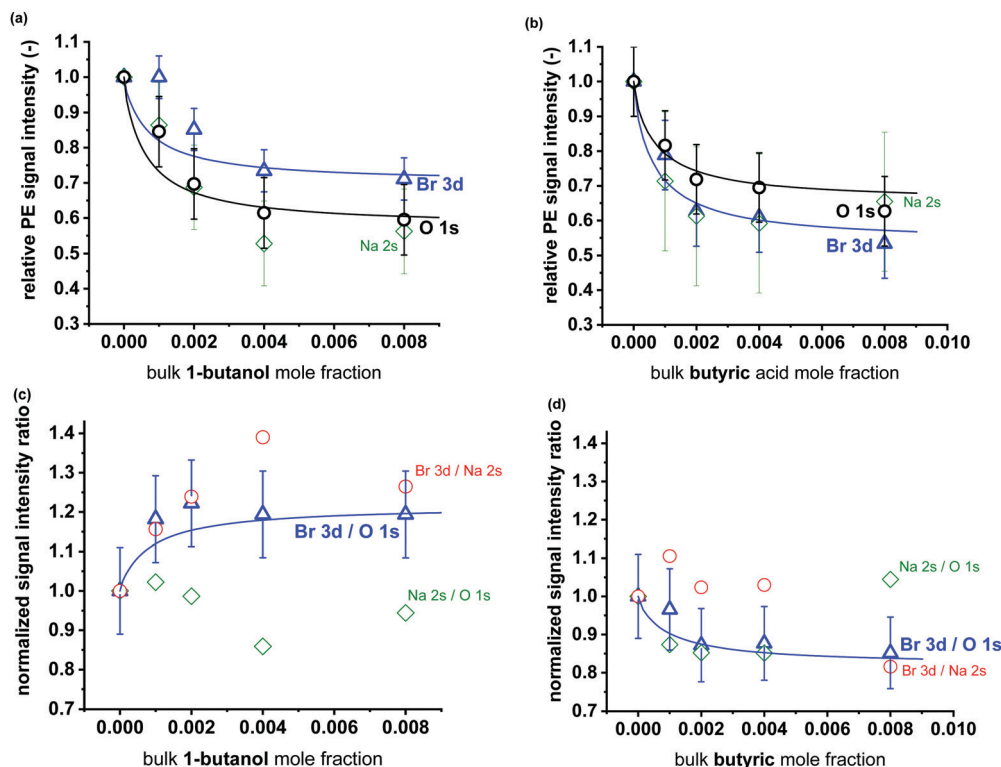 (a)
relative PE signal intensity (-)
1.1
1.0
0.9
0.8
0.7
0.6
0.5
0.4
0.3
Br 3d
O 1s
Na 2s
0.000 0.002 0.004 0.006 0.008
bulk 1-butanol mole fraction
(b)
relative PE signal intensity (-)
1.1
1.0
0.9
0.8
0.7
0.6
0.5
0.4
0.3
Na 2s
O 1s
Br 3d
0.000 0.002 0.004 0.006 0.008 0.010
bulk butyric acid mole fraction
(c)
normalized signal intensity ratio
1.4
1.3
1.2
1.1
1.0
0.9
0.8
0.7
Br 3d / Na 2s
Br 3d / O 1s
Na 2s / O 1s
0.000 0.002 0.004 0.006 0.008
bulk 1-butanol mole fraction
(d)
normalized signal intensity ratio
1.4
1.3
1.2
1.1
1.0
0.9
0.8
0.7
Na 2s / O 1s
Br 3d / O 1s
Br 3d / Na 2s
0.000 0.002 0.004 0.006 0.008 0.010
bulk butyric mole fraction